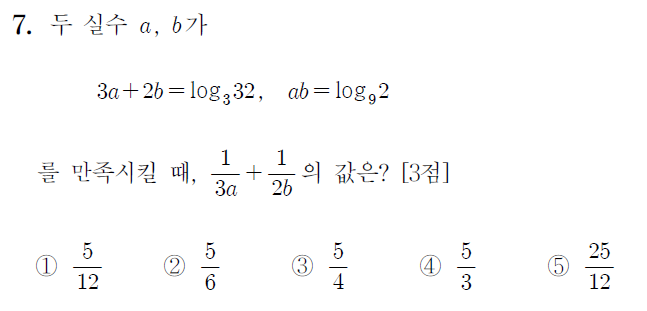 7. 두 실수 a, b가
3a+2b=log₃32, ab=log₉2
를 만족시킬 때, 1/3a + 1/2b 의 값은? [3점]
① 5/12 ② 5/6 ③ 5/4 ④ 5/3 ⑤ 25/12